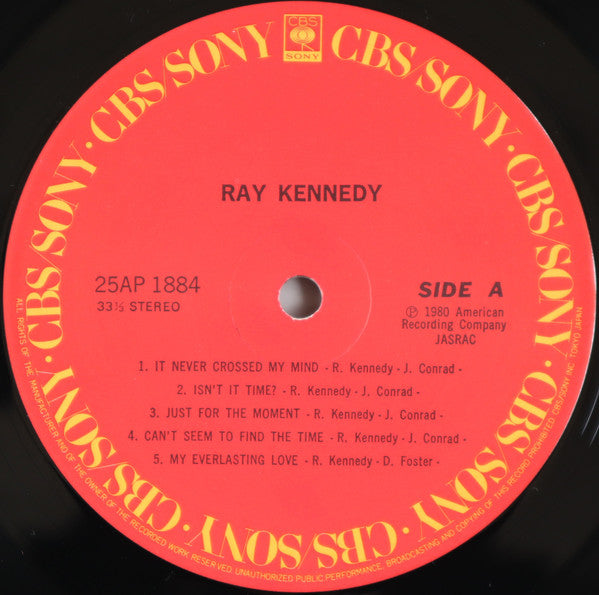 CBS/SONY · CBS/SONY · CBS/SONY · CBS/SONY · CBS/SONY · CBS/SONY · CBS/SONY · CBS/SONY
CBS
SONY
RAY KENNEDY
25AP 1884
33⅓ STEREO
SIDE A
Ⓟ 1980 American
Recording Company
JASRAC
1. IT NEVER CROSSED MY MIND - R. Kennedy - J. Conrad -
2. ISN'T IT TIME? - R. Kennedy - J. Conrad -
3. JUST FOR THE MOMENT - R. Kennedy - J. Conrad -
4. CAN'T SEEM TO FIND THE TIME - R. Kennedy - J. Conrad -
5. MY EVERLASTING LOVE - R. Kennedy - D. Foster -
ALL RIGHTS OF THE MANUFACTURER AND OF THE OWNER OF THE RECORDED WORK RESERVED. UNAUTHORIZED PUBLIC PERFORMANCE, BROADCASTING AND COPYING OF THIS RECORD PROHIBITED. CBS/SONY INC. TOKYO JAPAN